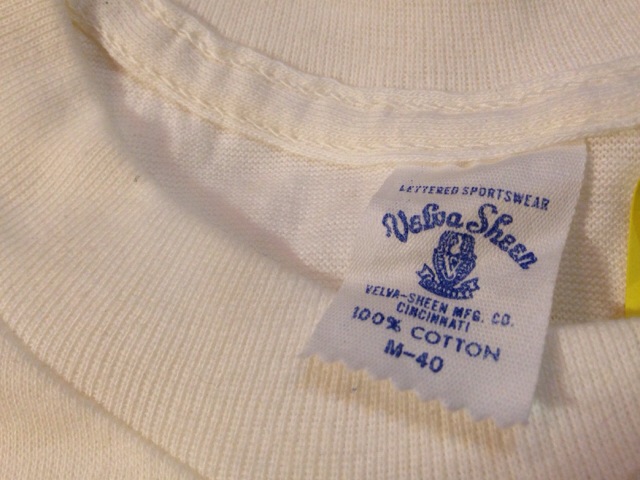 LETTERED SPORTSWEAR
Velva Sheen
VELVA-SHEEN MFG. CO.
CINCINNATI
100% COTTON
M-40